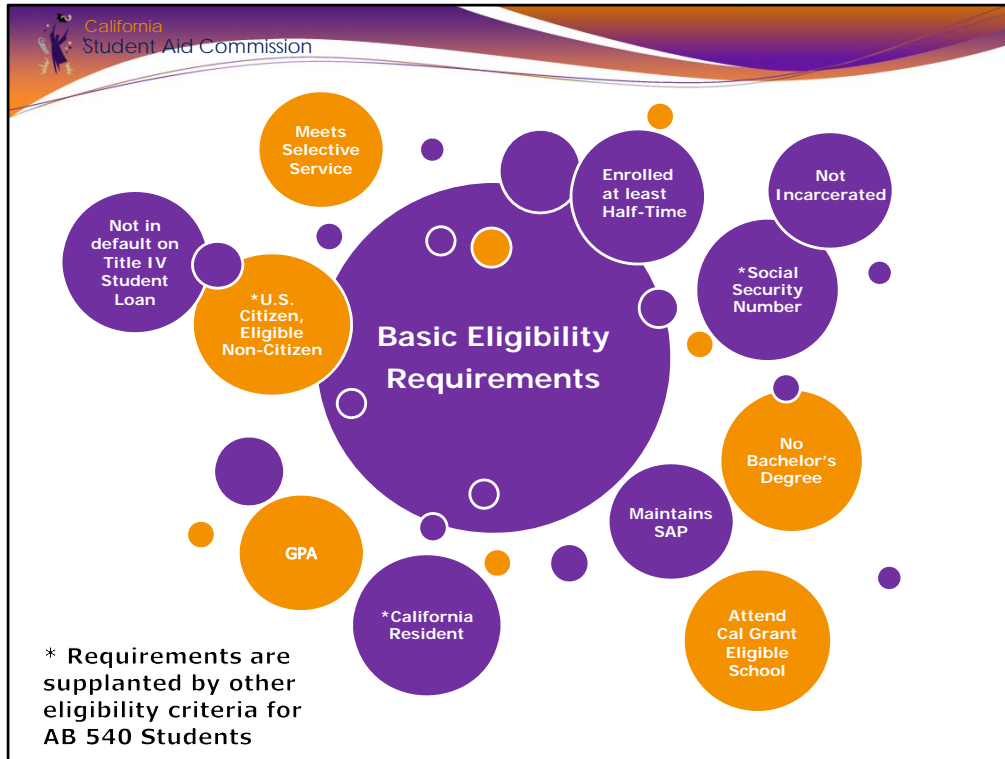 California
Student Aid Commission
Meets
Selective
Service
Enrolled
at least
Half-Time
Not
Incarcerated
Not in
default on
Title IV
Student
Loan
*U.S.
Citizen,
Eligible
Non-Citizen
*Social
Security
Number
Basic Eligibility
Requirements
No
Bachelor's
Degree
Maintains
SAP
GPA
*California
Resident
Attend
Cal Grant
Eligible
School
* Requirements are
supplanted by other
eligibility criteria for
AB 540 Students